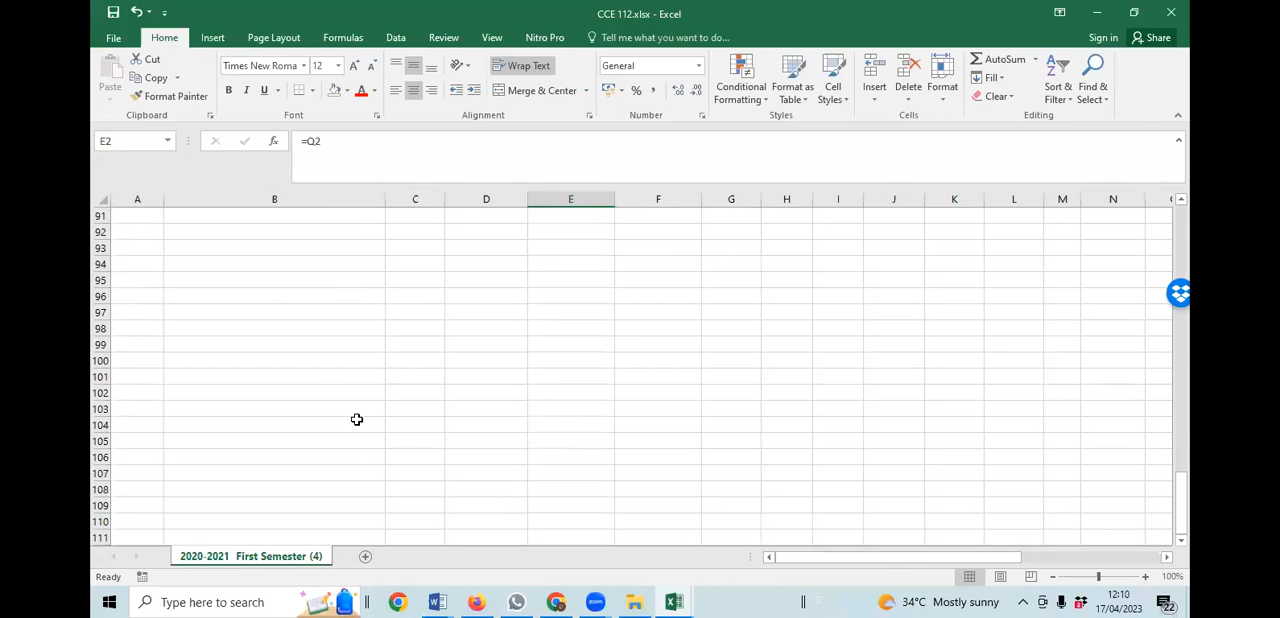 CCE 112.xlsx - Excel
File Home Insert Page Layout Formulas Data Review View Nitro Pro Tell me what you want to do... Sign in Share
Paste Cut Copy Format Painter
Clipboard
Times New Roma 12
B I U A
Font
Wrap Text
Merge & Center
Alignment
General
%
Number
Conditional Formatting Format as Table Cell Styles
Styles
Insert Delete Format
Cells
AutoSum Fill Clear Sort & Filter Find & Select
Editing
E2 fx =Q2
A B C D E F G H I J K L M N
91
92
93
94
95
96
97
98
99
100
101
102
103
104
105
106
107
108
109
110
111
2020-2021 First Semester (4)
Ready 100%
Type here to search zoom 34°C Mostly sunny 12:10
17/04/2023 22